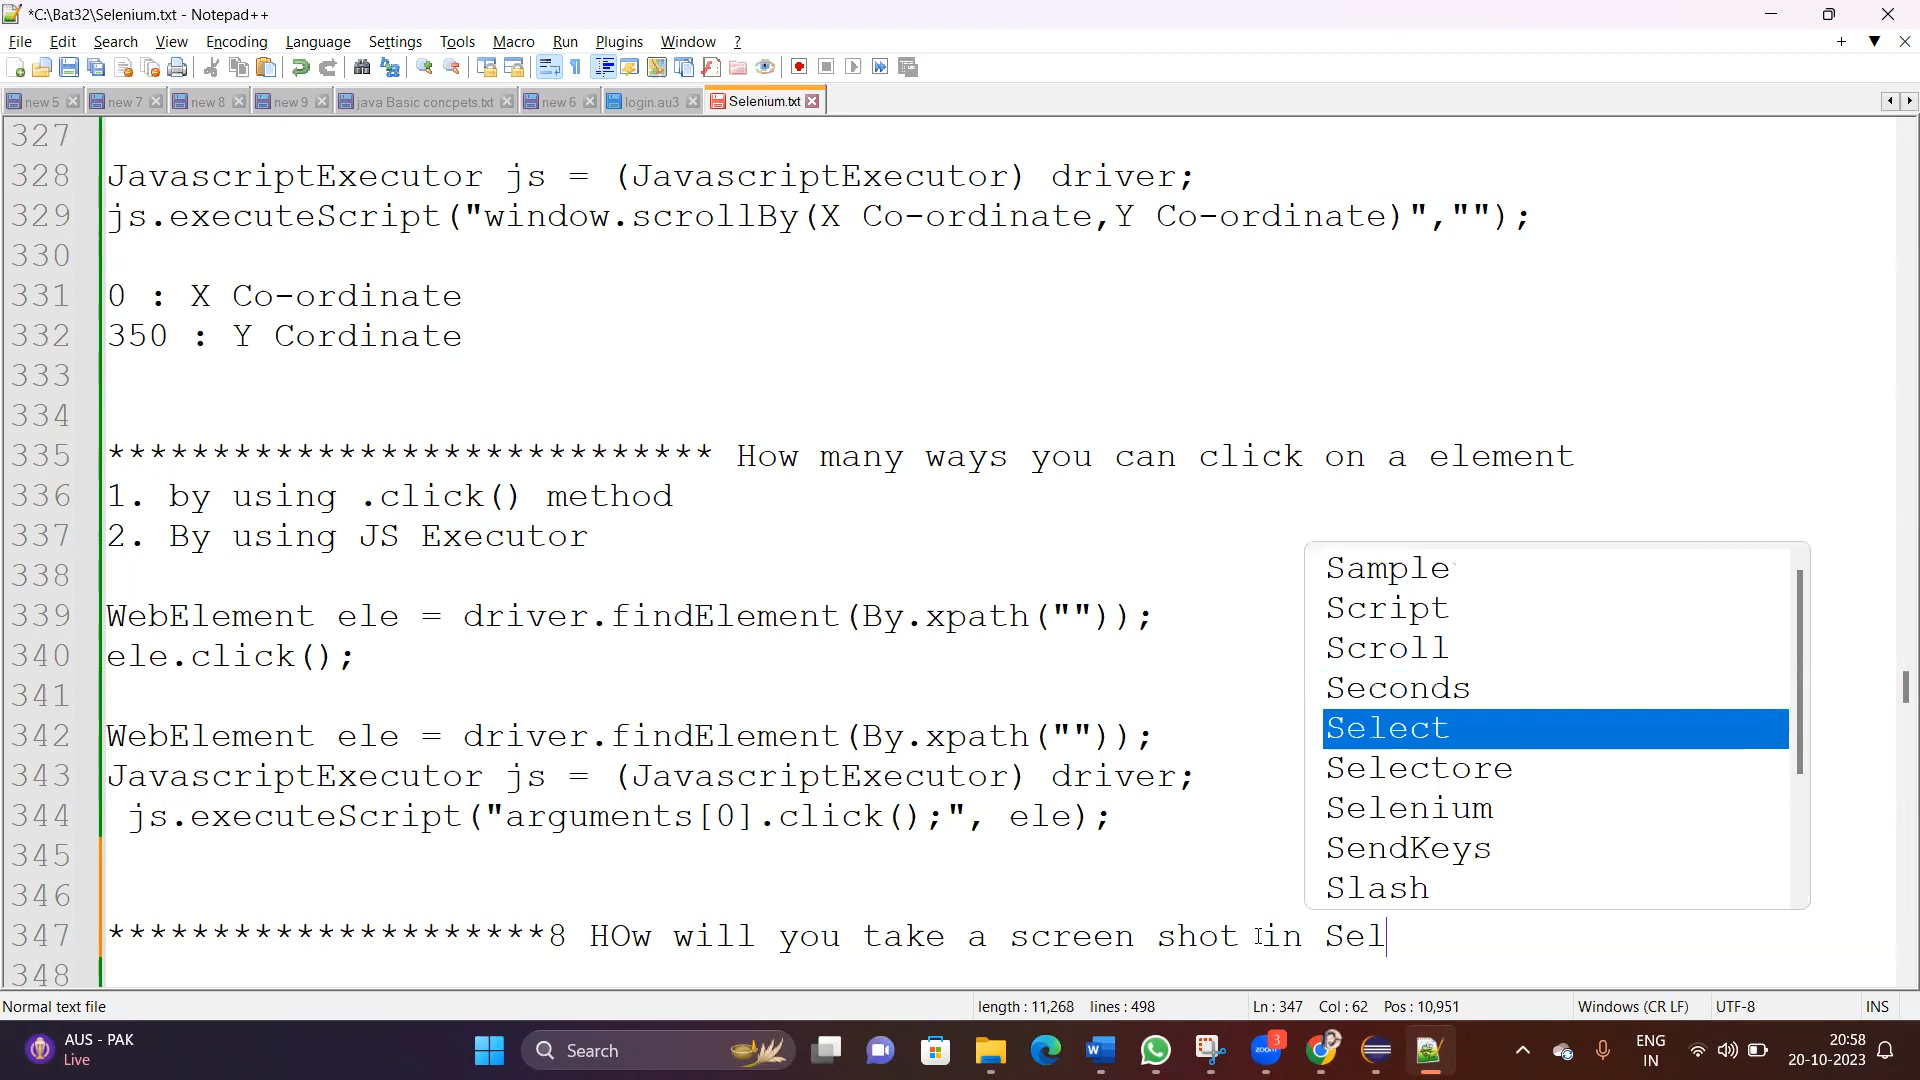 *C:\Bat32\Selenium.txt - Notepad++
File Edit Search View Encoding Language Settings Tools Macro Run Plugins Window ?
new 5 new 7 new 8 new 9 java Basic concpets.txt new 6 login.au3 Selenium.txt
327
328 JavascriptExecutor js = (JavascriptExecutor) driver;
329 js.executeScript("window.scrollBy(X Co-ordinate,Y Co-ordinate)","");
330
331 0 : X Co-ordinate
332 350 : Y Cordinate
333
334
335 ***************************** How many ways you can click on a element
336 1. by using .click() method
337 2. By using JS Executor
338
339 WebElement ele = driver.findElement(By.xpath(""));
340 ele.click();
341
342 WebElement ele = driver.findElement(By.xpath(""));
343 JavascriptExecutor js = (JavascriptExecutor) driver;
344 js.executeScript("arguments[0].click();", ele);
345
346
347 *********************8 HOw will you take a screen shot in Sel
348
Sample
Script
Scroll
Seconds
Select
Selectore
Selenium
SendKeys
Slash
Normal text file length : 11,268 lines : 498 Ln : 347 Col : 62 Pos : 10,951 Windows (CR LF) UTF-8 INS
AUS - PAK
Live
Search
zoom
3
ENG
IN
20:58
20-10-2023